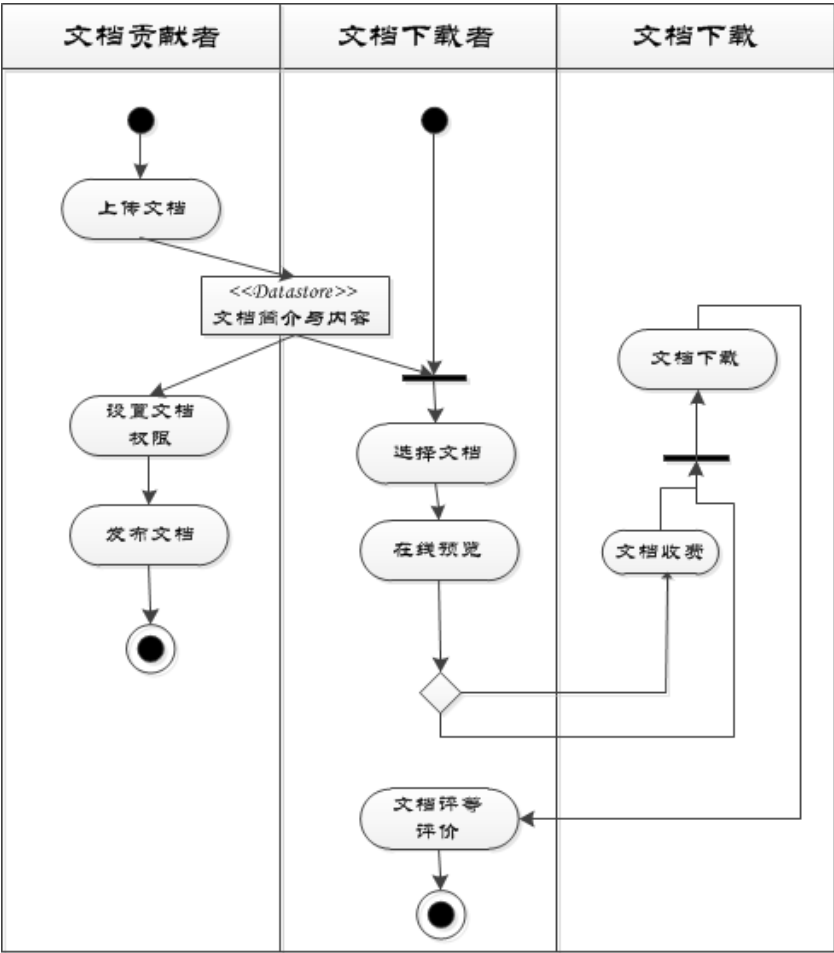 文档贡献者
文档下载者
文档下载
上传文档
<<Datastore>>
文档简介与内容
文档下载
设置文档
权限
选择文档
发布文档
在线预览
文档收费
文档评等
评价